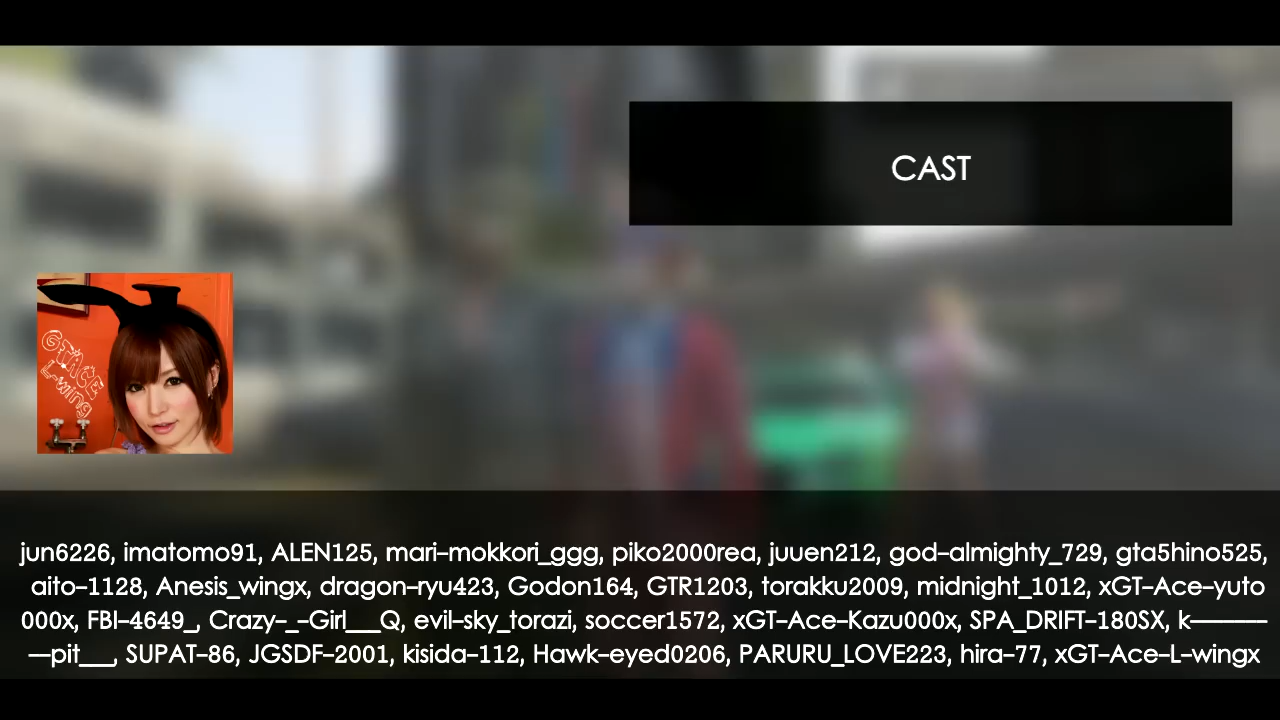 CAST
GTACE
L-wing
jun6226, imatomo91, ALEN125, mari-mokkori_ggg, piko2000rea, juuen212, god-almighty_729, gta5hino525,
aito-1128, Anesis_wingx, dragon-ryu423, Godon164, GTR1203, torakku2009, midnight_1012, xGT-Ace-yuto
000x, FBI-4649_, Crazy-_-Girl___Q, evil-sky_torazi, soccer1572, xGT-Ace-Kazu000x, SPA_DRIFT-180SX, k-------
--pit___, SUPAT-86, JGSDF-2001, kisida-112, Hawk-eyed0206, PARURU_LOVE223, hira-77, xGT-Ace-L-wingx